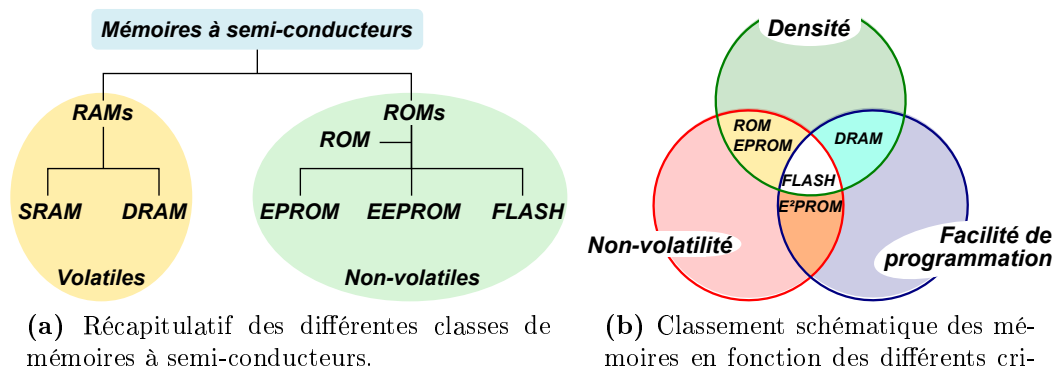 Mémoires à semi-conducteurs
RAMs
ROMs
ROM
SRAM
DRAM
EPROM
EEPROM
FLASH
Volatiles
Non-volatiles
(a) Récapitulatif des différentes classes de
mémoires à semi-conducteurs.
Densité
ROM
EPROM
DRAM
FLASH
E²PROM
Non-volatilité
Facilité de
programmation
(b) Classement schématique des mé-
moires en fonction des différents cri-